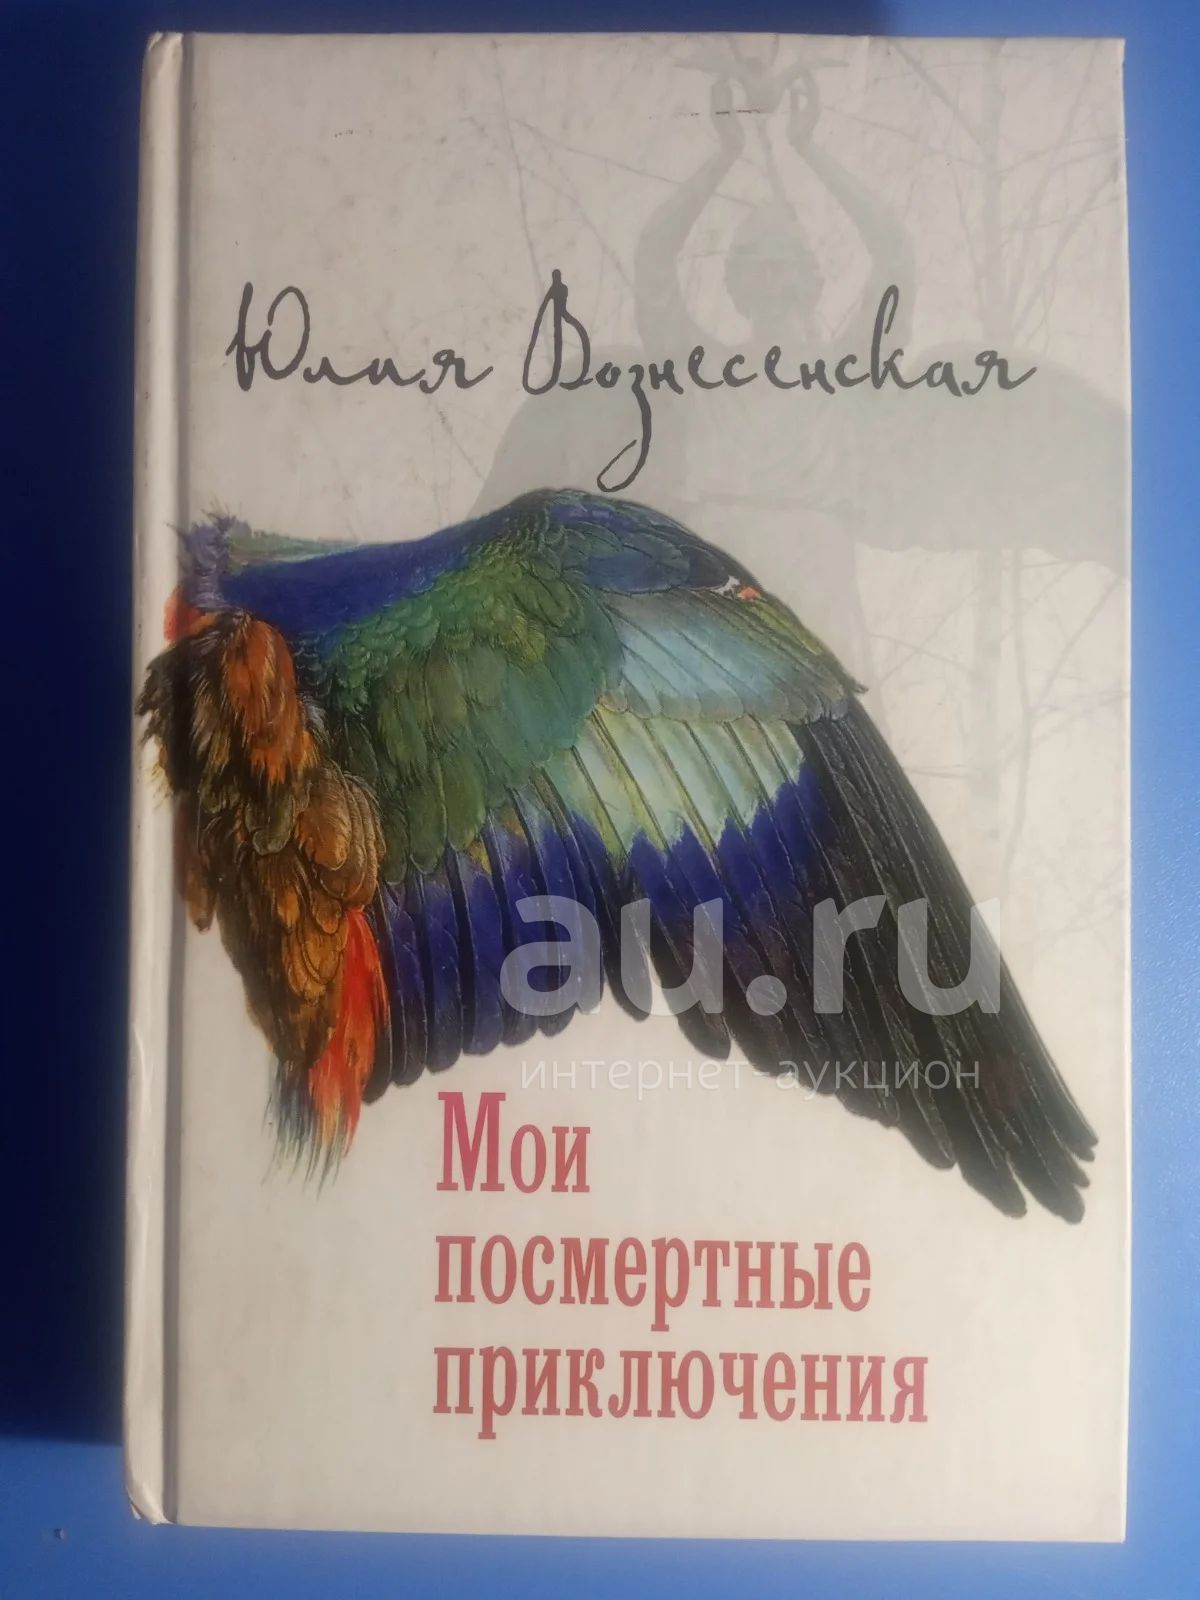 Юлия Вознесенская
au.ru
интернет-аукцион
Мои
посмертные
приключения